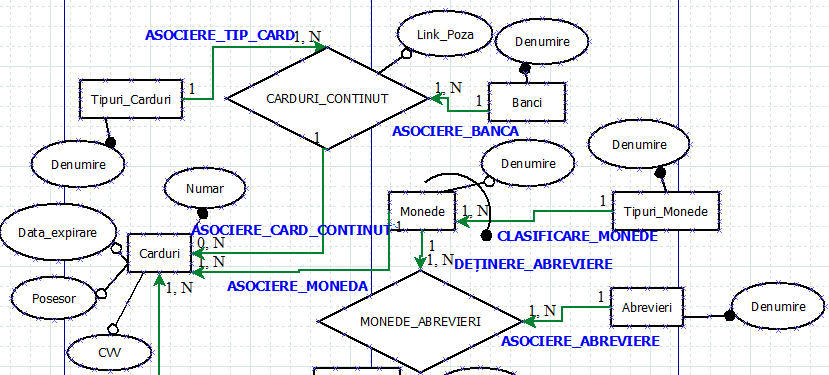 ASOCIERE_TIP_CARD
1, N
Link_Poza
Denumire
1
Tipuri_Carduri
CARDURI_CONTINUT
1, N
1
Banci
ASOCIERE_BANCA
1
Denumire
Denumire
Denumire
Numar
Monede
1, N
1
Tipuri_Monede
Data_expirare
ASOCIERE_CARD_CONTINUT
1
CLASIFICARE_MONEDE
0, N
Carduri
1
1, N
1, N
DEȚINERE_ABREVIERE
ASOCIERE_MONEDA
1, N
Posesor
MONEDE_ABREVIERI
1, N
1
Abrevieri
Denumire
ASOCIERE_ABREVIERE
CVV